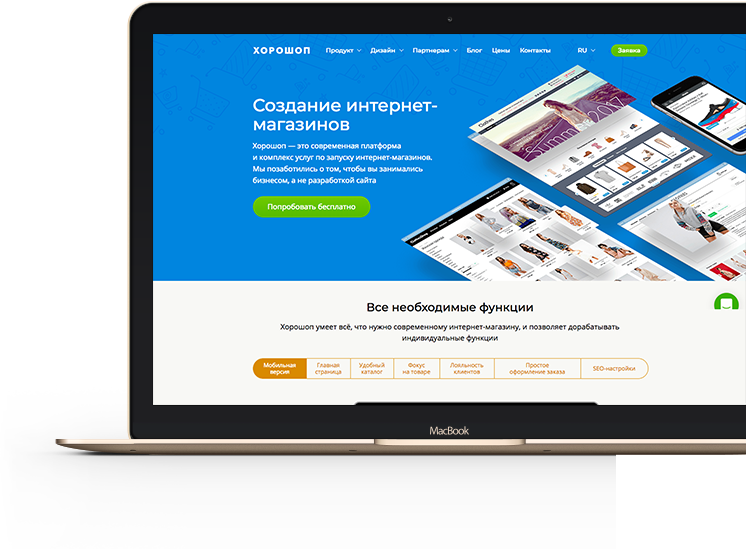 ХОРОШОП Продукт Дизайн Партнерам Блог Цены Контакты RU Заявка
Создание интернет-
магазинов
Хорошоп — это современная платформа
и комплекс услуг по запуску интернет-магазинов.
Мы позаботились о том, чтобы вы занимались
бизнесом, а не разработкой сайта
Попробовать бесплатно
Summer 2017
Все необходимые функции
Хорошоп умеет всё, что нужно современному интернет-магазину, и позволяет дорабатывать
индивидуальные функции
Мобильная
версия
Главная
страница
Удобный
каталог
Фокус
на товаре
Лояльность
клиентов
Простое
оформление заказа
SEO-настройки
MacBook